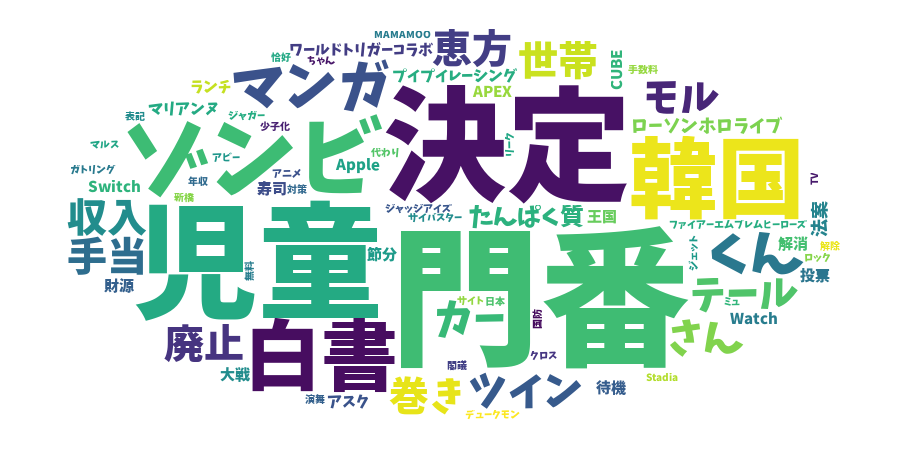 MAMAMOO
恵方
ワールドトリガーコラボ
世帯
CUBE
手数料
恰好
ちゃん
ランチ
マンガ
プイプイレーシング
APEX
モル
マリアンヌ
表記
ジャガー
少子化
決定
ローソンホロライブ
マルス
ゾンビ
アビー
代わり
リーク
韓国
ガトリング
Switch
年収
新橋
アニメ
寿司
対策
Apple
TV
収入
手当
児童
ジャッジアイズ
サイバスター
たんぱく質
王国
ファイアーエムブレムヒーローズ
法案
節分
門番
ジェット
くん
解消
解除
ロック
投票
財源
無料
サイト
日本
カー
国防
テール
ミュ
Watch
廃止
白書
さん
クロス
閣議
大戦
巻き
ツイン
待機
Stadia
演舞
アスク
デュークモン